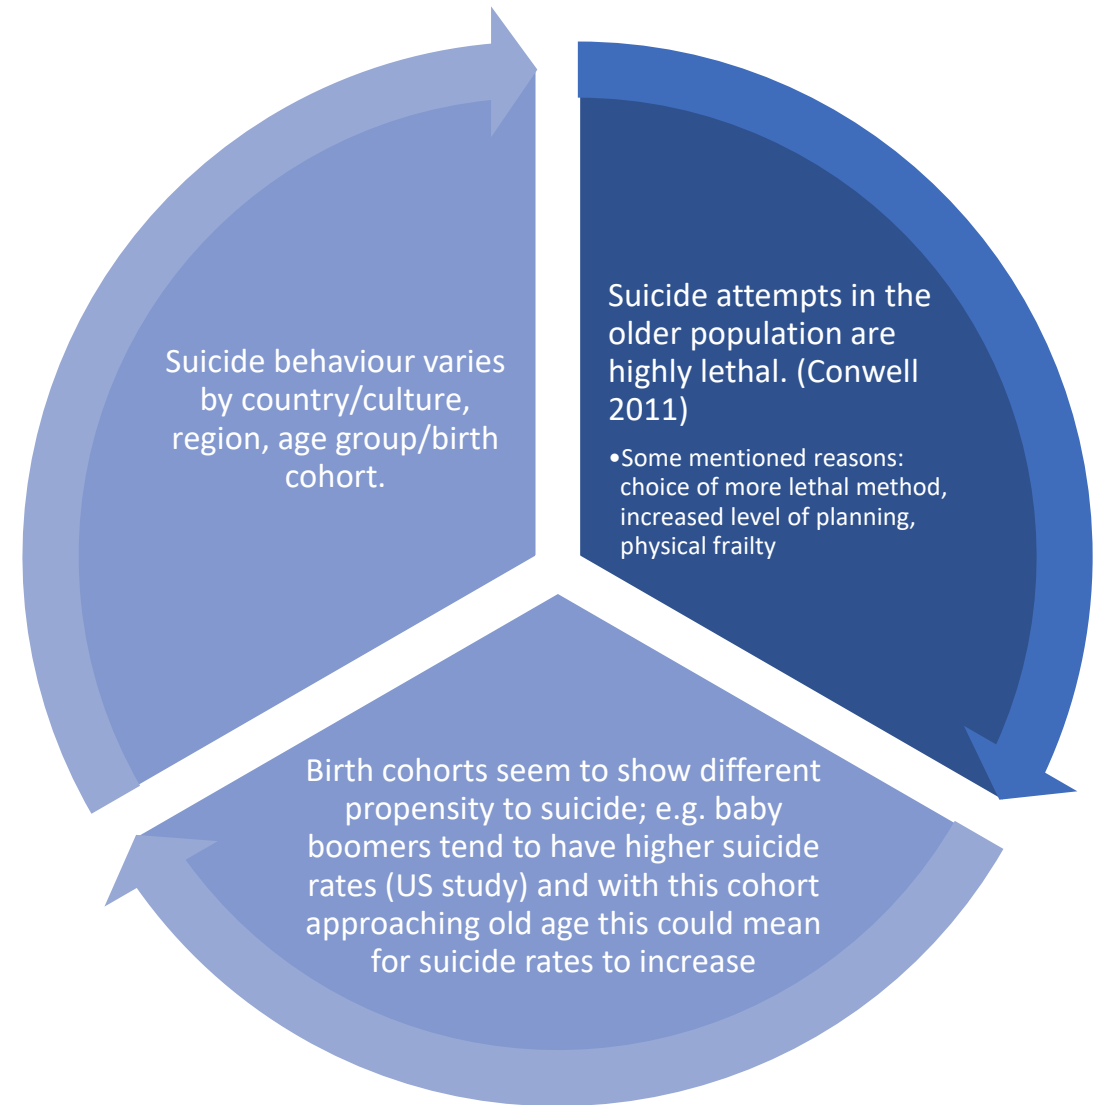 Suicide attempts in the
older population are
highly lethal. (Conwell
2011)
•Some mentioned reasons:
choice of more lethal method,
increased level of planning,
physical frailty
Birth cohorts seem to show different
propensity to suicide; e.g. baby
boomers tend to have higher suicide
rates (US study) and with this cohort
approaching old age this could mean
for suicide rates to increase
Suicide behaviour varies
by country/culture,
region, age group/birth
cohort.